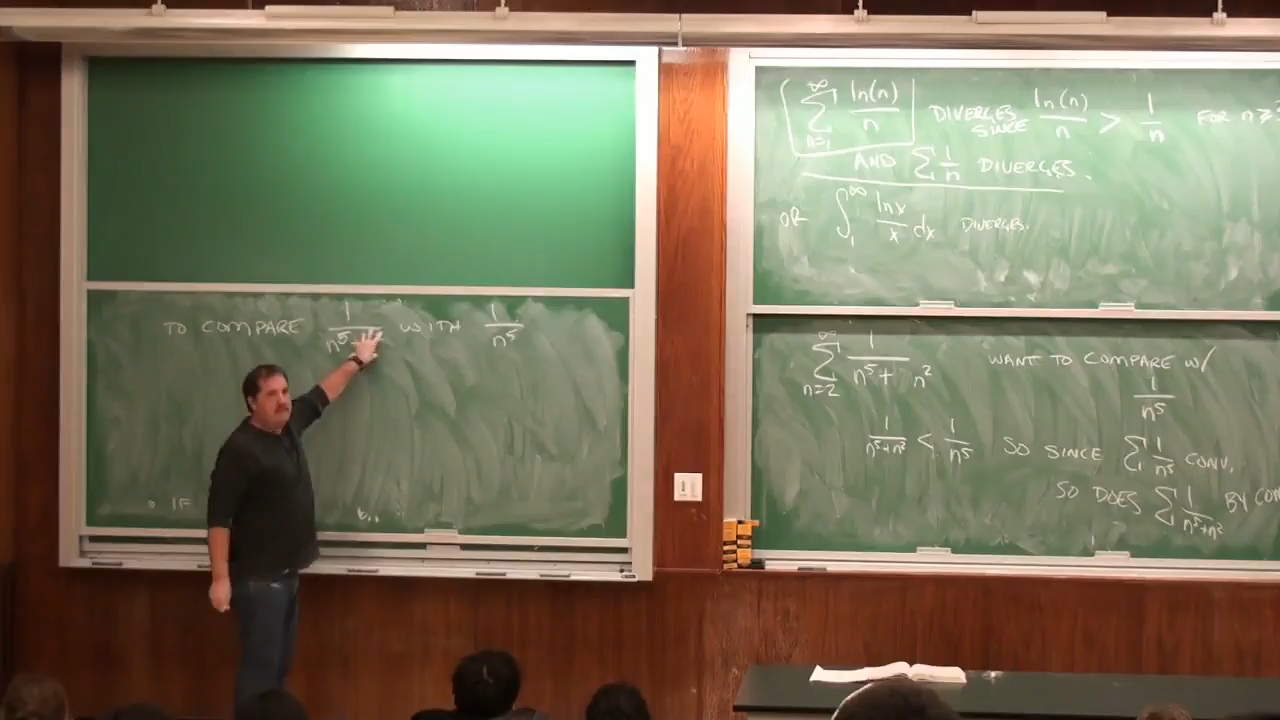 TO COMPARE 1/n⁵ WITH 1/n⁵
• IF
∞ ∑ n=1 ln(n)/n DIVERGES SINCE ln(n)/n > 1/n FOR n ≥
AND ∑ 1/n DIVERGES.
OR ∫₁^∞ lnx/x dx DIVERGES.
∞ ∑ n=2 1/(n⁵+ n²) WANT TO COMPARE W/ 1/n⁵
1/(n⁵+n²) < 1/n⁵ SO SINCE ∑ 1/n⁵ CONV,
SO DOES ∑ 1/(n⁵+n²) BY